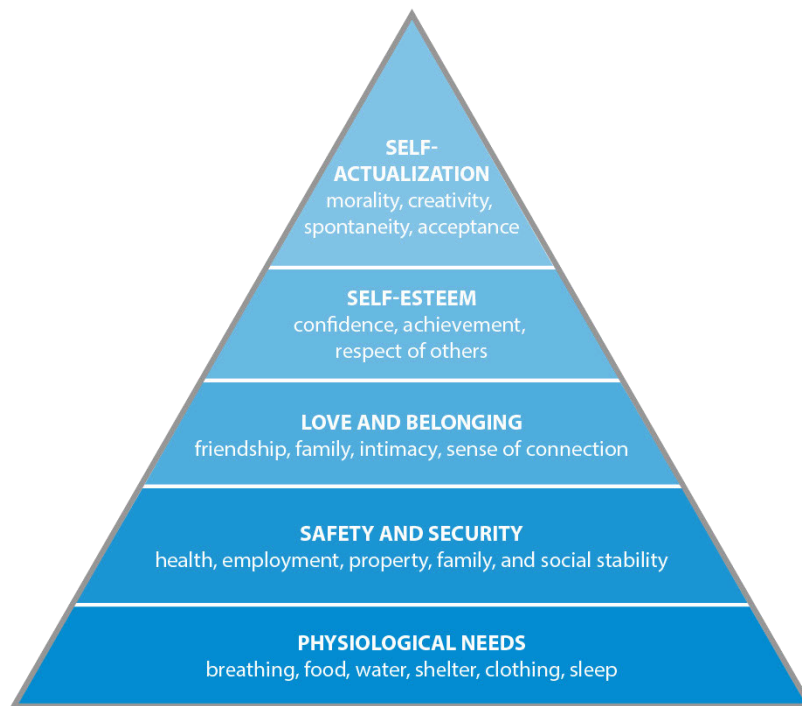 SELF-
ACTUALIZATION
morality, creativity,
spontaneity, acceptance
SELF-ESTEEM
confidence, achievement,
respect of others
LOVE AND BELONGING
friendship, family, intimacy, sense of connection
SAFETY AND SECURITY
health, employment, property, family, and social stability
PHYSIOLOGICAL NEEDS
breathing, food, water, shelter, clothing, sleep